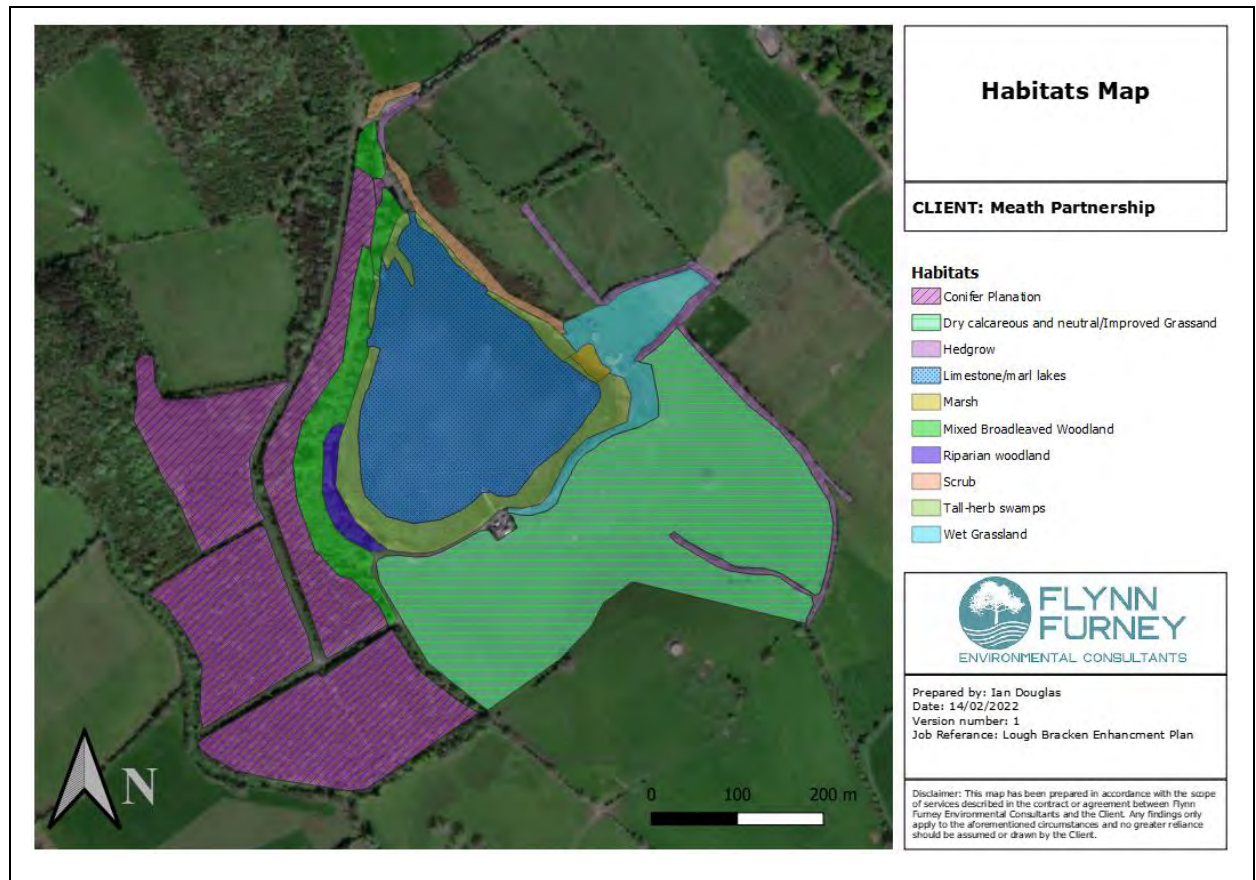 Habitats Map
CLIENT: Meath Partnership
Habitats
Conifer Planation
Dry calcareous and neutral/Improved Grassand
Hedgrow
Limestone/marl lakes
Marsh
Mixed Broadleaved Woodland
Riparian woodland
Scrub
Tall-herb swamps
Wet Grassland
FLYNN
FURNEY
ENVIRONMENTAL CONSULTANTS
Prepared by: Ian Douglas
Date: 14/02/2022
Version number: 1
Job Referance: Lough Bracken Enhancment Plan
Disclaimer: This map has been prepared in accordance with the scope
of services described in the contract or agreement between Flynn
Furney Environmental Consultants and the Client. Any findings only
apply to the aforementioned circumstances and no greater reliance
should be assumed or drawn by the Client.
N
0 100 200 m